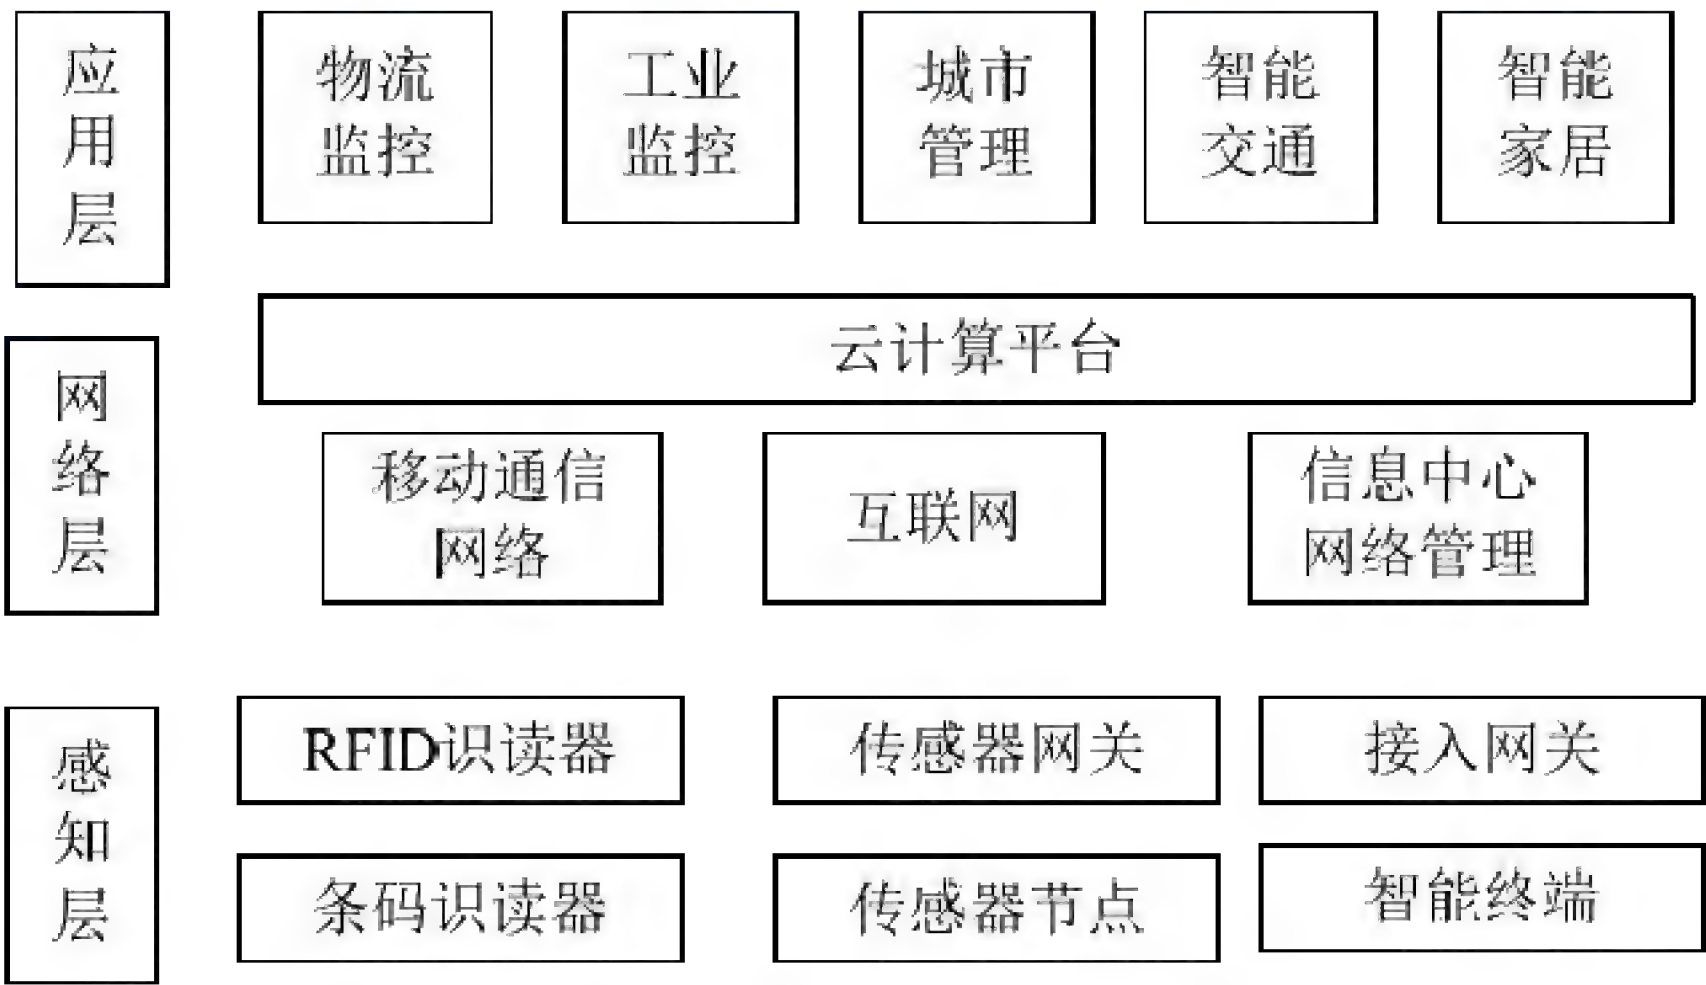 应用层
物流
监控
工业
监控
城市
管理
智能
交通
智能
家居
云计算平台
网络层
移动通信
网络
互联网
信息中心
网络管理
感知层
RFID识读器
传感器网关
接入网关
条码识读器
传感器节点
智能终端